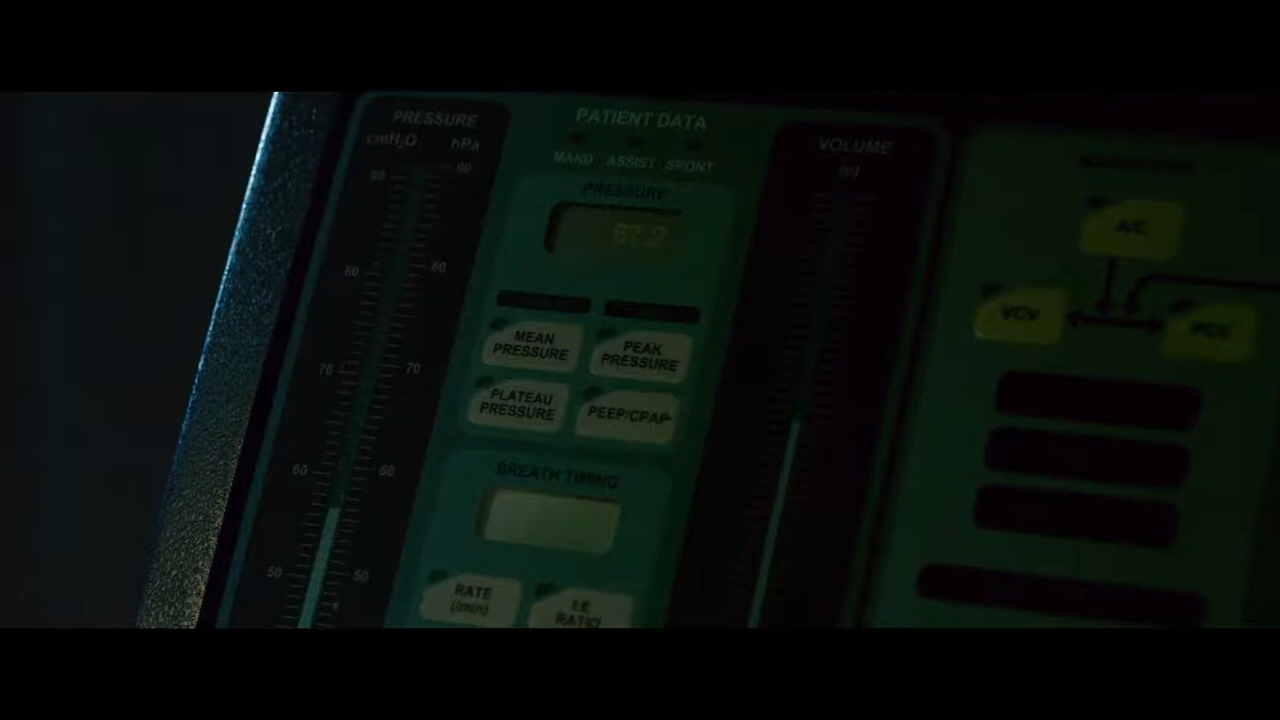 PRESSURE
cmH2O hPa
90 90
80 80
70 70
60 60
50 50
PATIENT DATA
MAND ASSIST SPONT
PRESSURE
MEAN PRESSURE
PEAK PRESSURE
PLATEAU PRESSURE
PEEP/CPAP
BREATH TIMING
RATE
(/min)
I:E
RATIO
VOLUME
ml
A/C
VCV